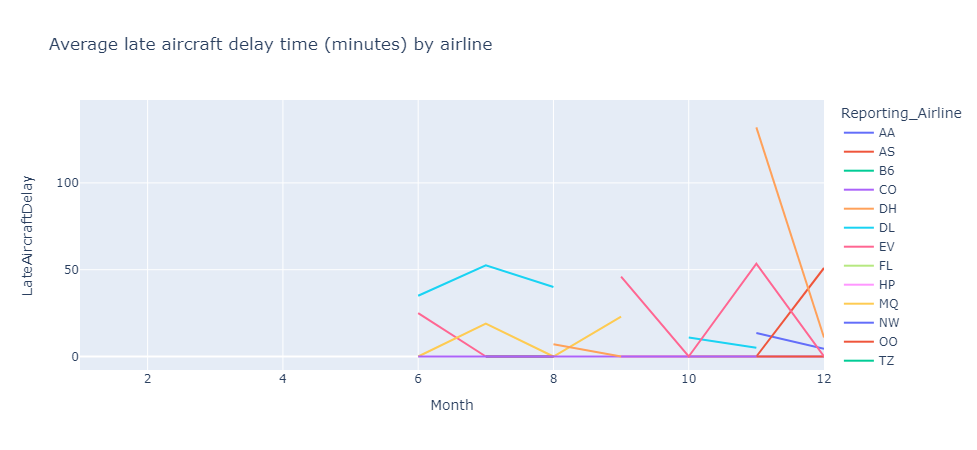 Average late aircraft delay time (minutes) by airline
LateAircraftDelay
100
50
0
2 4 6 8 10 12
Month
Reporting_Airline
AA
AS
B6
CO
DH
DL
EV
FL
HP
MQ
NW
OO
TZ